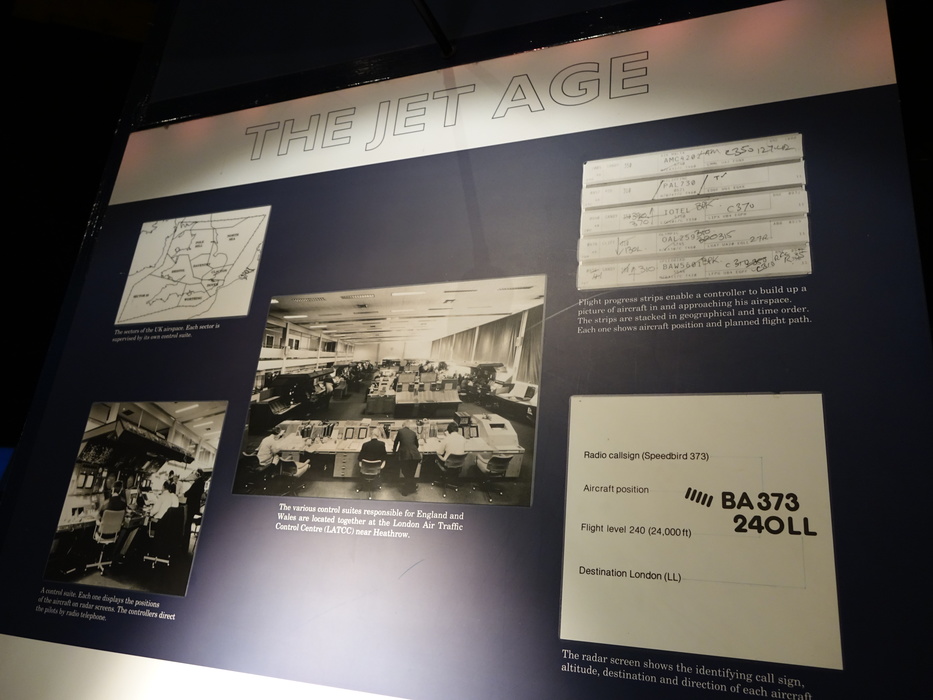 THE JET AGE
The sectors of the UK airspace. Each sector is
supervised by its own control suite.
AMC4201
PAL730
IOTEL
Flight progress strips enable a controller to build up a
picture of aircraft in and approaching his airspace.
The strips are stacked in geographical and time order.
Each one shows aircraft position and planned flight path.
The various control suites responsible for England and
Wales are located together at the London Air Traffic
Control Centre (LATCC) near Heathrow.
A control suite. Each one displays the positions
of the aircraft on radar screens. The controllers direct
the pilots by radio telephone.
Radio callsign (Speedbird 373)
Aircraft position
BA373
240LL
Flight level 240 (24,000 ft)
Destination London (LL)
The radar screen shows the identifying call sign,
altitude, destination and direction of each aircraft